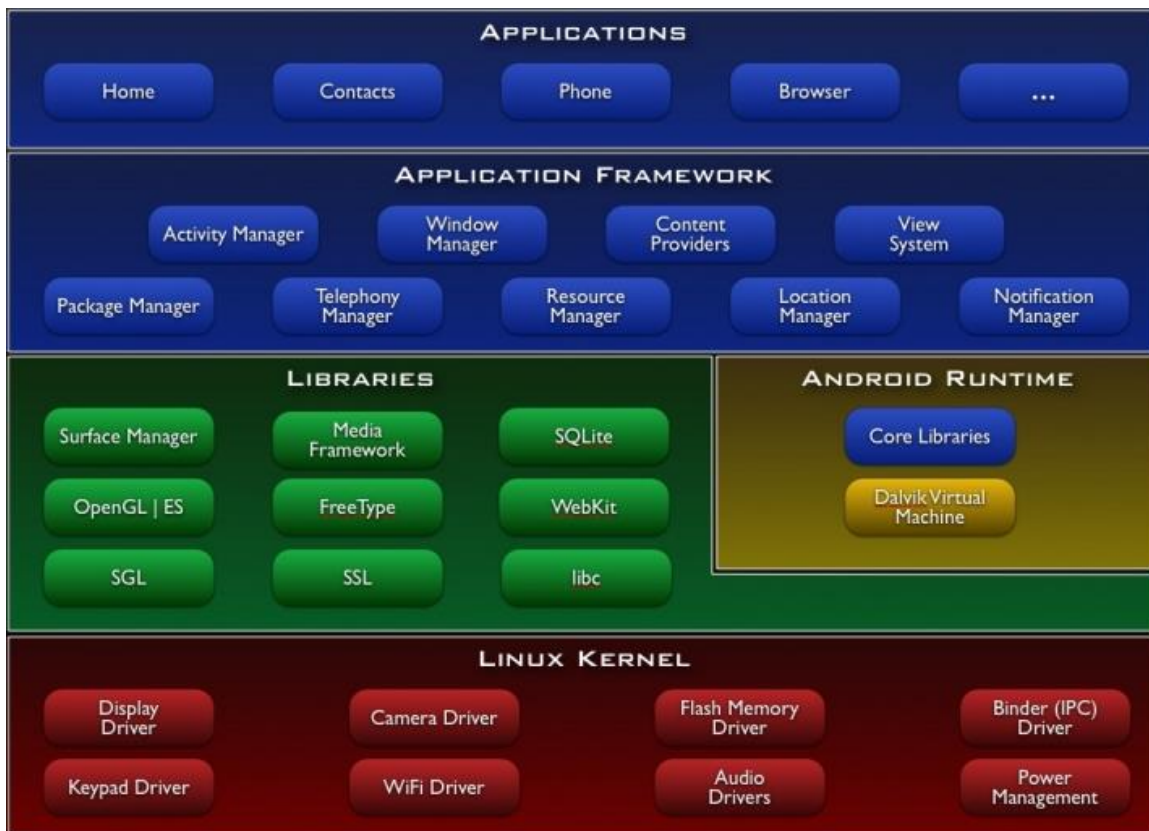 APPLICATIONS
Home
Contacts
Phone
Browser
...
APPLICATION FRAMEWORK
Activity Manager
Window
Manager
Content
Providers
View
System
Package Manager
Telephony
Manager
Resource
Manager
Location
Manager
Notification
Manager
LIBRARIES
Surface Manager
Media
Framework
SQLite
OpenGL | ES
FreeType
WebKit
SGL
SSL
libc
ANDROID RUNTIME
Core Libraries
Dalvik Virtual
Machine
LINUX KERNEL
Display
Driver
Camera Driver
Flash Memory
Driver
Binder (IPC)
Driver
Keypad Driver
WiFi Driver
Audio
Drivers
Power
Management